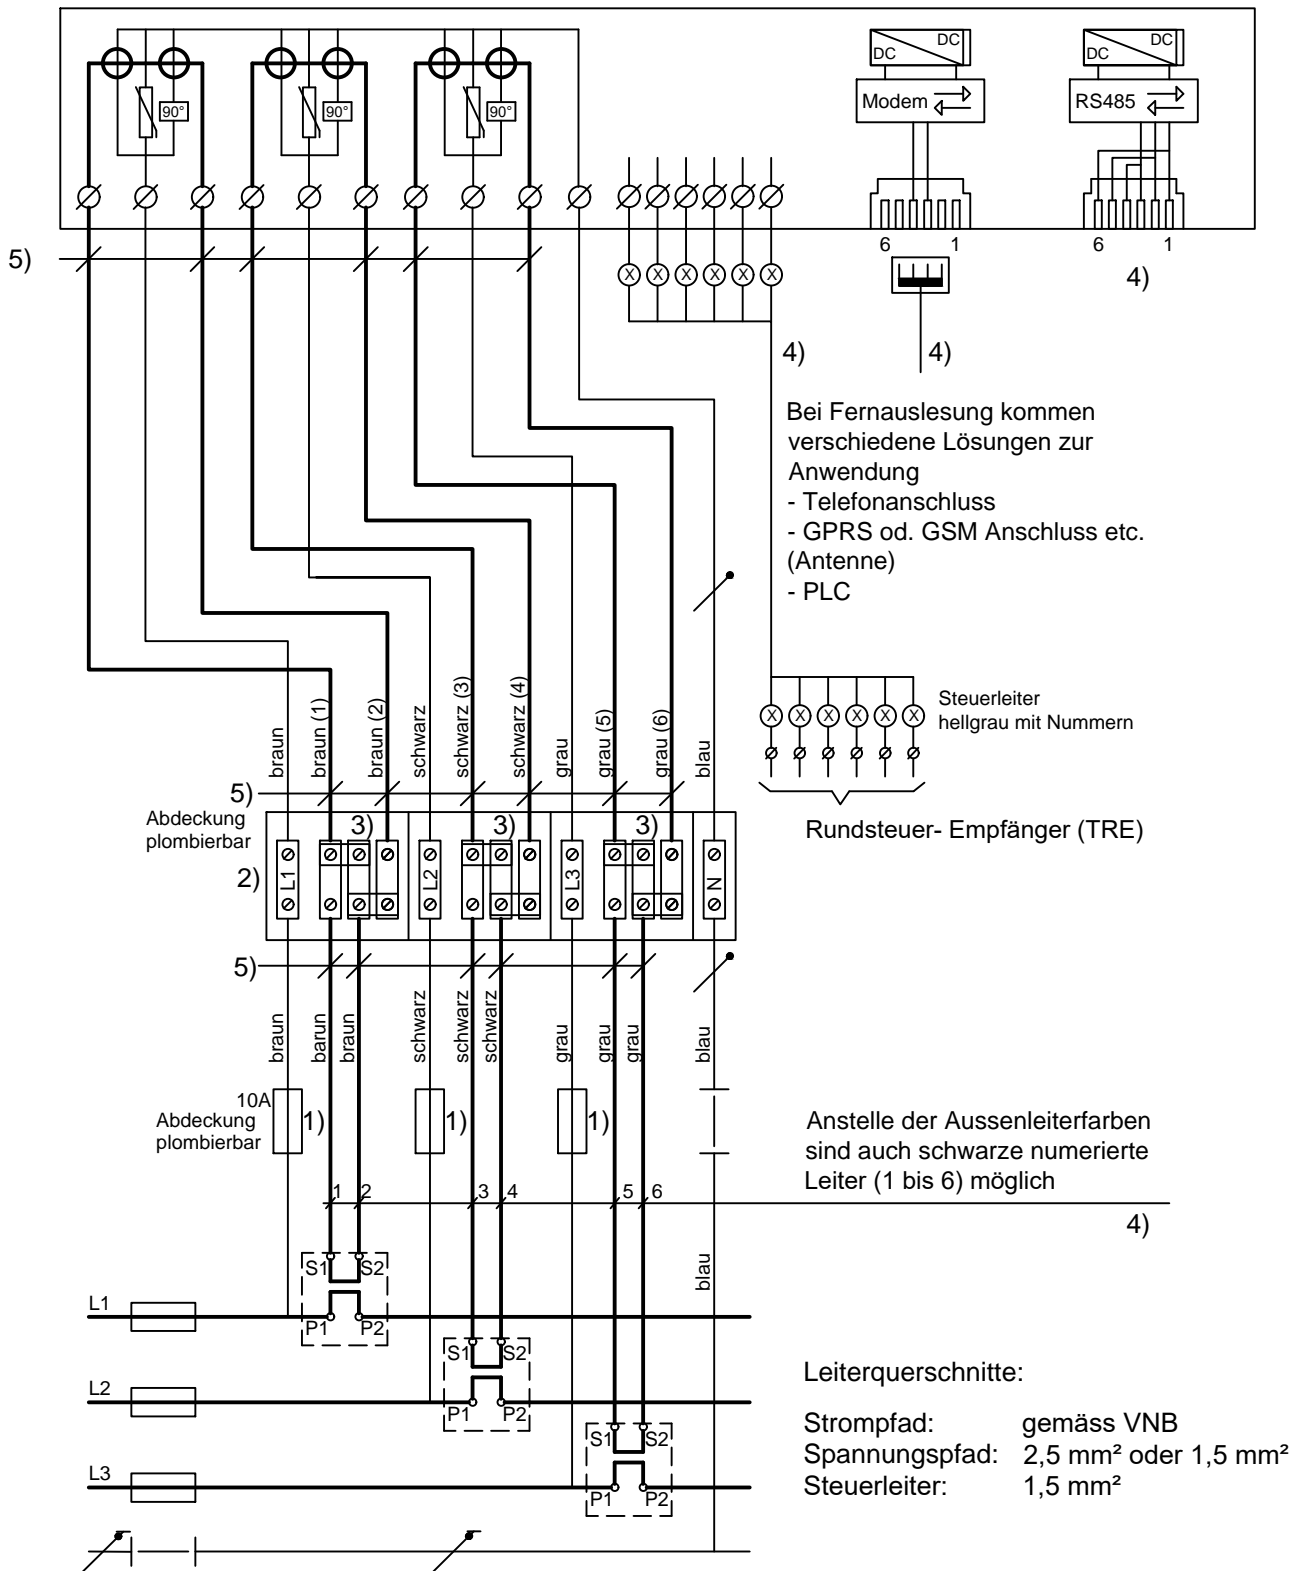 DC DC
DC DC
Modem
RS485
90° 90° 90°
6 1
6 1
5)
4)
4)
4)
Bei Fernauslesung kommen
verschiedene Lösungen zur
Anwendung
- Telefonanschluss
- GPRS od. GSM Anschluss etc.
(Antenne)
- PLC
X X X X X X
X X X X X X
Steuerleiter
hellgrau mit Nummern
Rundsteuer- Empfänger (TRE)
braun
braun (1)
braun (2)
schwarz
schwarz (3)
schwarz (4)
grau
grau (5)
grau (6)
blau
5)
Abdeckung
plombierbar
3) 3) 3)
2)
L1 L2 L3 N
5)
braun
barun
braun
schwarz
schwarz
schwarz
grau
grau
grau
blau
10A
Abdeckung
plombierbar
1) 1) 1)
Anstelle der Aussenleiterfarben
sind auch schwarze numerierte
Leiter (1 bis 6) möglich
1 2 3 4 5 6
4)
blau
S1 S2
L1
P1 P2
S1 S2
L2
P1 P2
S1 S2
L3
P1 P2
Leiterquerschnitte:
Strompfad: gemäss VNB
Spannungspfad: 2,5 mm² oder 1,5 mm²
Steuerleiter: 1,5 mm²